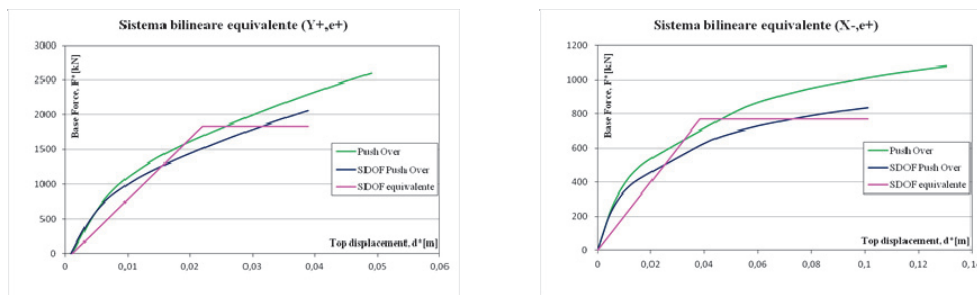 Sistema bilineare equivalente (Y+,e+)
3000
2500
2000
1500
1000
500
0
Base Force, F*[kN]
Push Over
SDOF Push Over
SDOF equivalente
Top displacement, d*[m]
0
0,01
0,02
0,03
0,04
0,05
0,06
Sistema bilineare equivalente (X-,e+)
1200
1000
800
600
400
200
0
Base Force, F*[kN]
Push Over
SDOF Push Over
SDOF equivalente
Top displacement, d*[m]
0
0,02
0,04
0,06
0,08
0,1
0,12
0,14